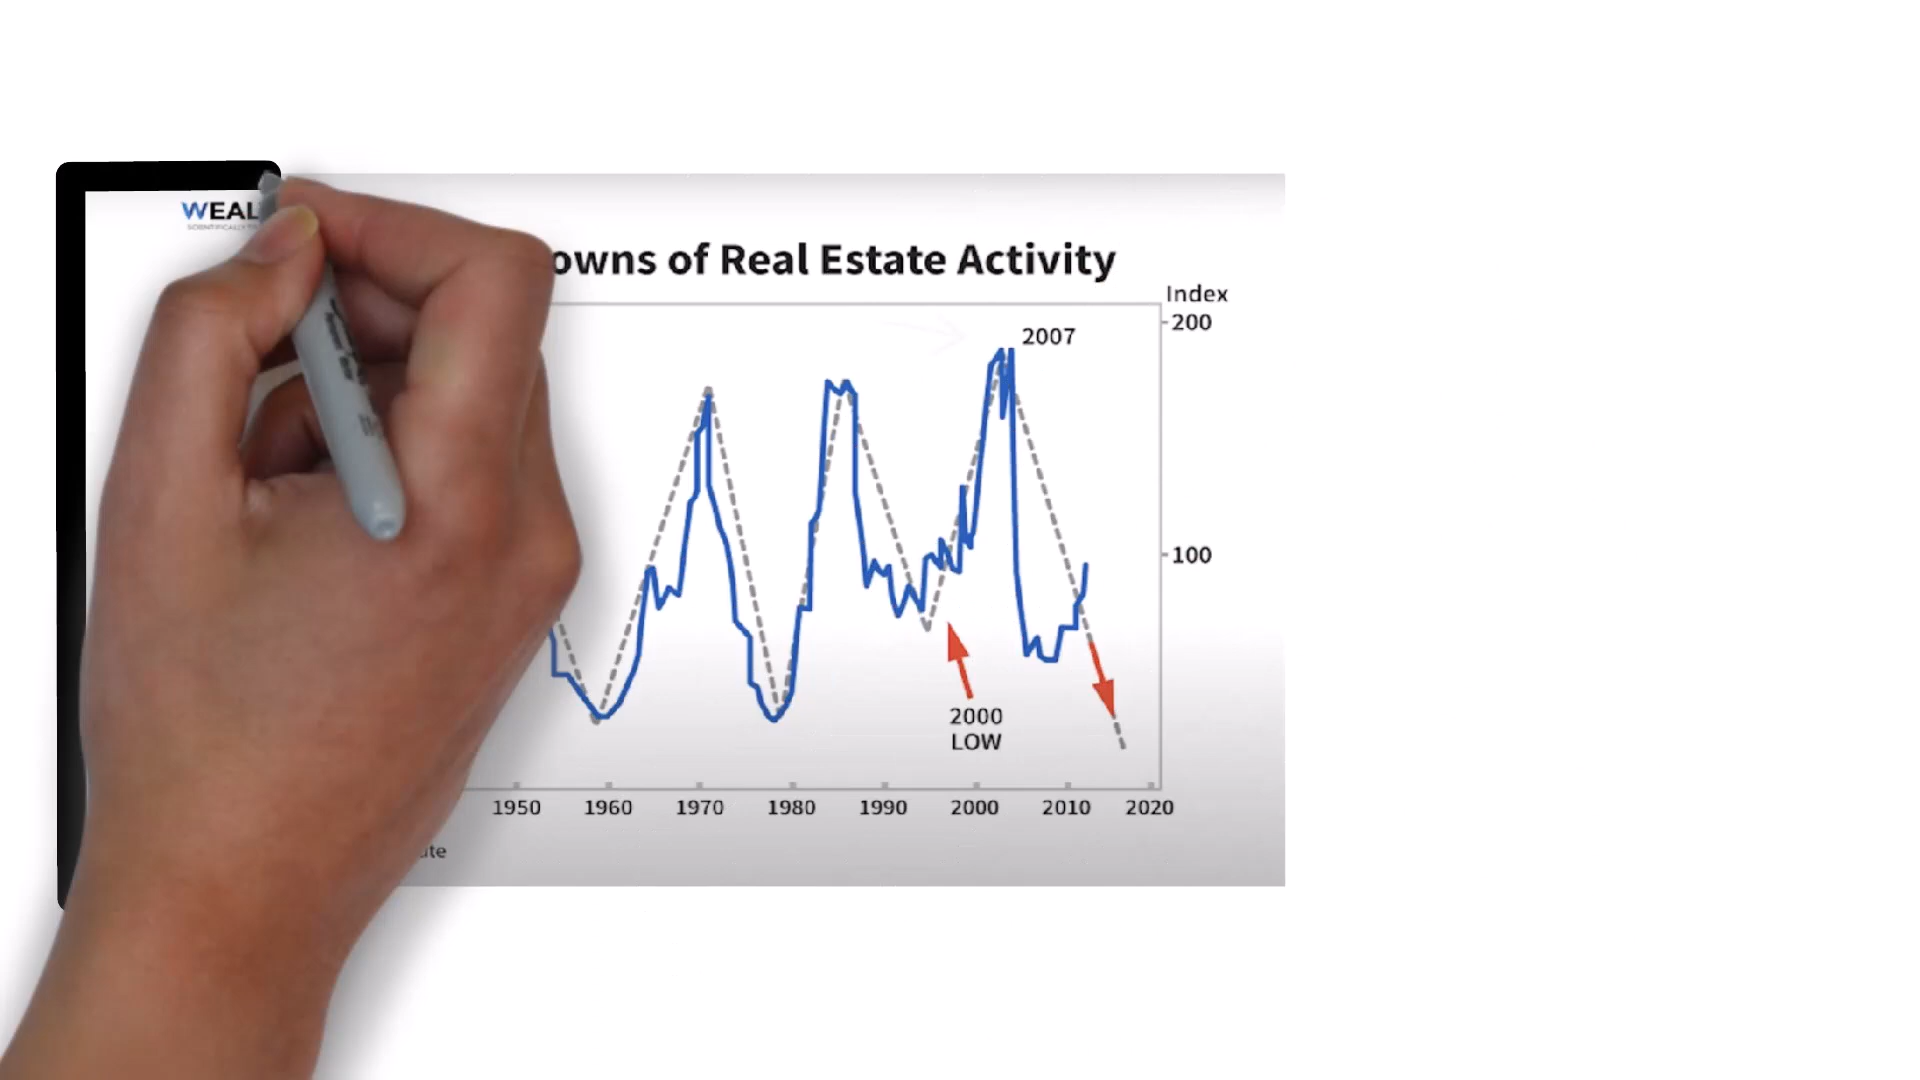 WEAL
owns of Real Estate Activity
Index
200
2007
100
2000
LOW
1950 1960 1970 1980 1990 2000 2010 2020
ate